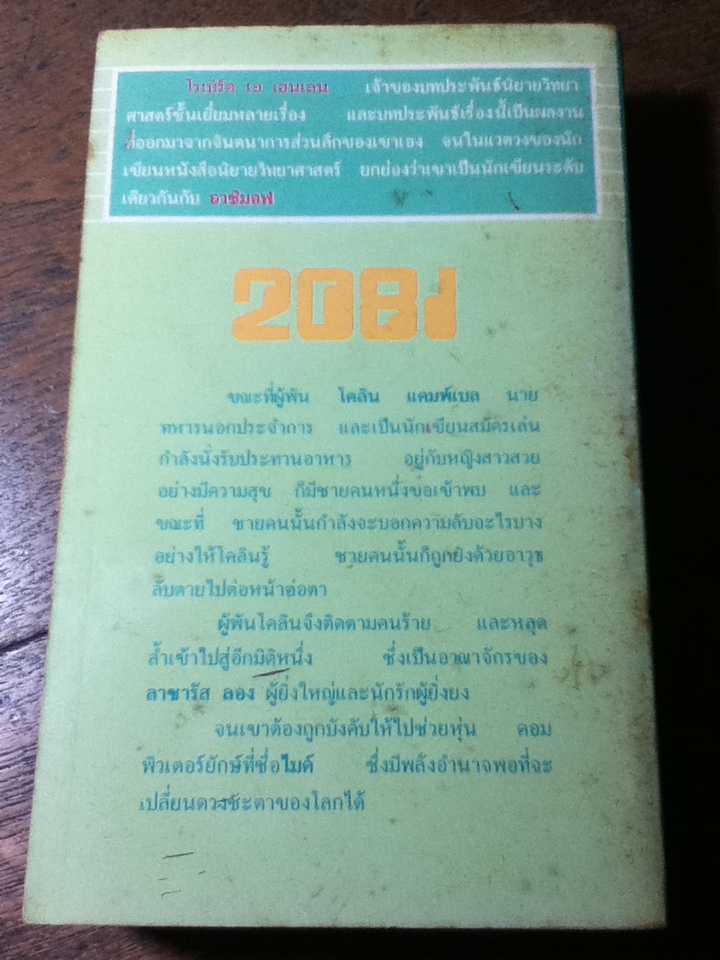 โรเบิร์ต เอ เฮนเลน เจ้าของบทประพันธ์นิยายวิทยา
ศาสตร์ชั้นเยี่ยมหลายเรื่อง และบทประพันธ์เรื่องนี้เป็นผลงาน
ที่ออกมาจากจินตนาการส่วนลึกของเขาเอง จนในแวดวงของนัก
เขียนหนังสือนิยายวิทยาศาสตร์ ยกย่องว่าเขาเป็นนักเขียนระดับ
เดียวกันกับ อาซิมอฟ
2081
ขณะที่ผู้พัน โคลิน แคมพ์เบล นาย
ทหารนอกประจำการ และเป็นนักเขียนสมัครเล่น
กำลังนั่งรับประทานอาหาร อยู่กับหญิงสาวสวย
อย่างมีความสุข ก็มีชายคนหนึ่งขอเข้าพบ และ
ขณะที่ ชายคนนั้นกำลังจะบอกความลับอะไรบาง
อย่างให้โคลินรู้ ชายคนนั้นก็ถูกยิงด้วยอาวุธ
ลับตายไปต่อหน้าต่อตา
ผู้พันโคลินจึงติดตามคนร้าย และหลุด
ล้ำเข้าไปสู่อีกมิติหนึ่ง ซึ่งเป็นอาณาจักรของ
ลาซารัส ลอง ผู้ยิ่งใหญ่และนักรักผู้ยิ่งยง
จนเขาต้องถูกบังคับให้ไปช่วยหุ่น คอม
พิวเตอร์ยักษ์ที่ชื่อไมค์ ซึ่งมีพลังอำนาจพอที่จะ
เปลี่ยนดวงชะตาของโลกได้